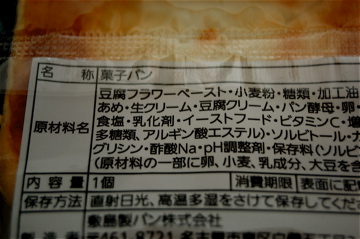 名 称 菓子パン
豆腐フラワーペースト・小麦粉・糖類・加工油
あめ・生クリーム・豆腐クリーム・パン酵母・卵
原材料名 食塩・乳化剤・イーストフード・ビタミンC・増
多糖類、アルギン酸エステル)・ソルビトール・
グリシン・酢酸Na・pH調整剤・保存料(ソルビ
(原材料の一部に卵、小麦、乳成分、大豆を含
内 容 量 1個 消費期限 表面に記
保存方法 直射日光、高温多湿をさけて保存してくださ
敷島製パン株式会社
461-8721